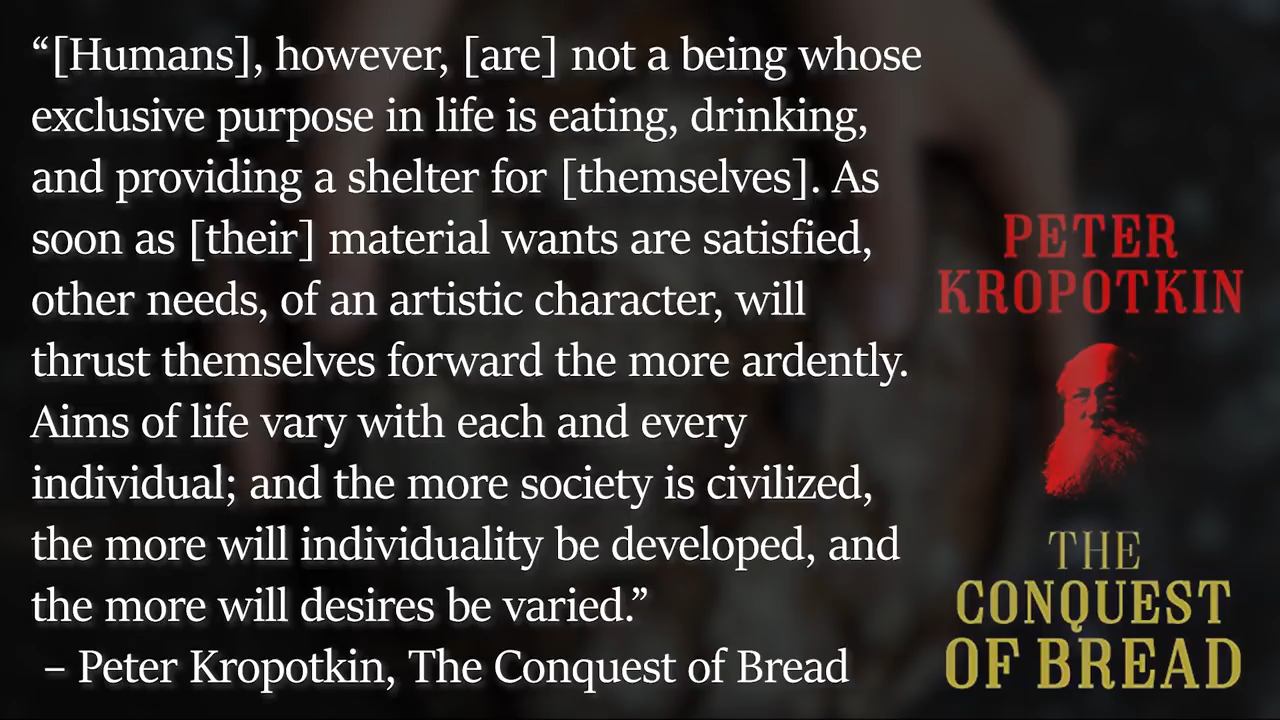 “[Humans], however, [are] not a being whose
exclusive purpose in life is eating, drinking,
and providing a shelter for [themselves]. As
soon as [their] material wants are satisfied,
other needs, of an artistic character, will
thrust themselves forward the more ardently.
Aims of life vary with each and every
individual; and the more society is civilized,
the more will individuality be developed, and
the more will desires be varied.”
– Peter Kropotkin, The Conquest of Bread
PETER
KROPOTKIN
THE
CONQUEST
OF BREAD